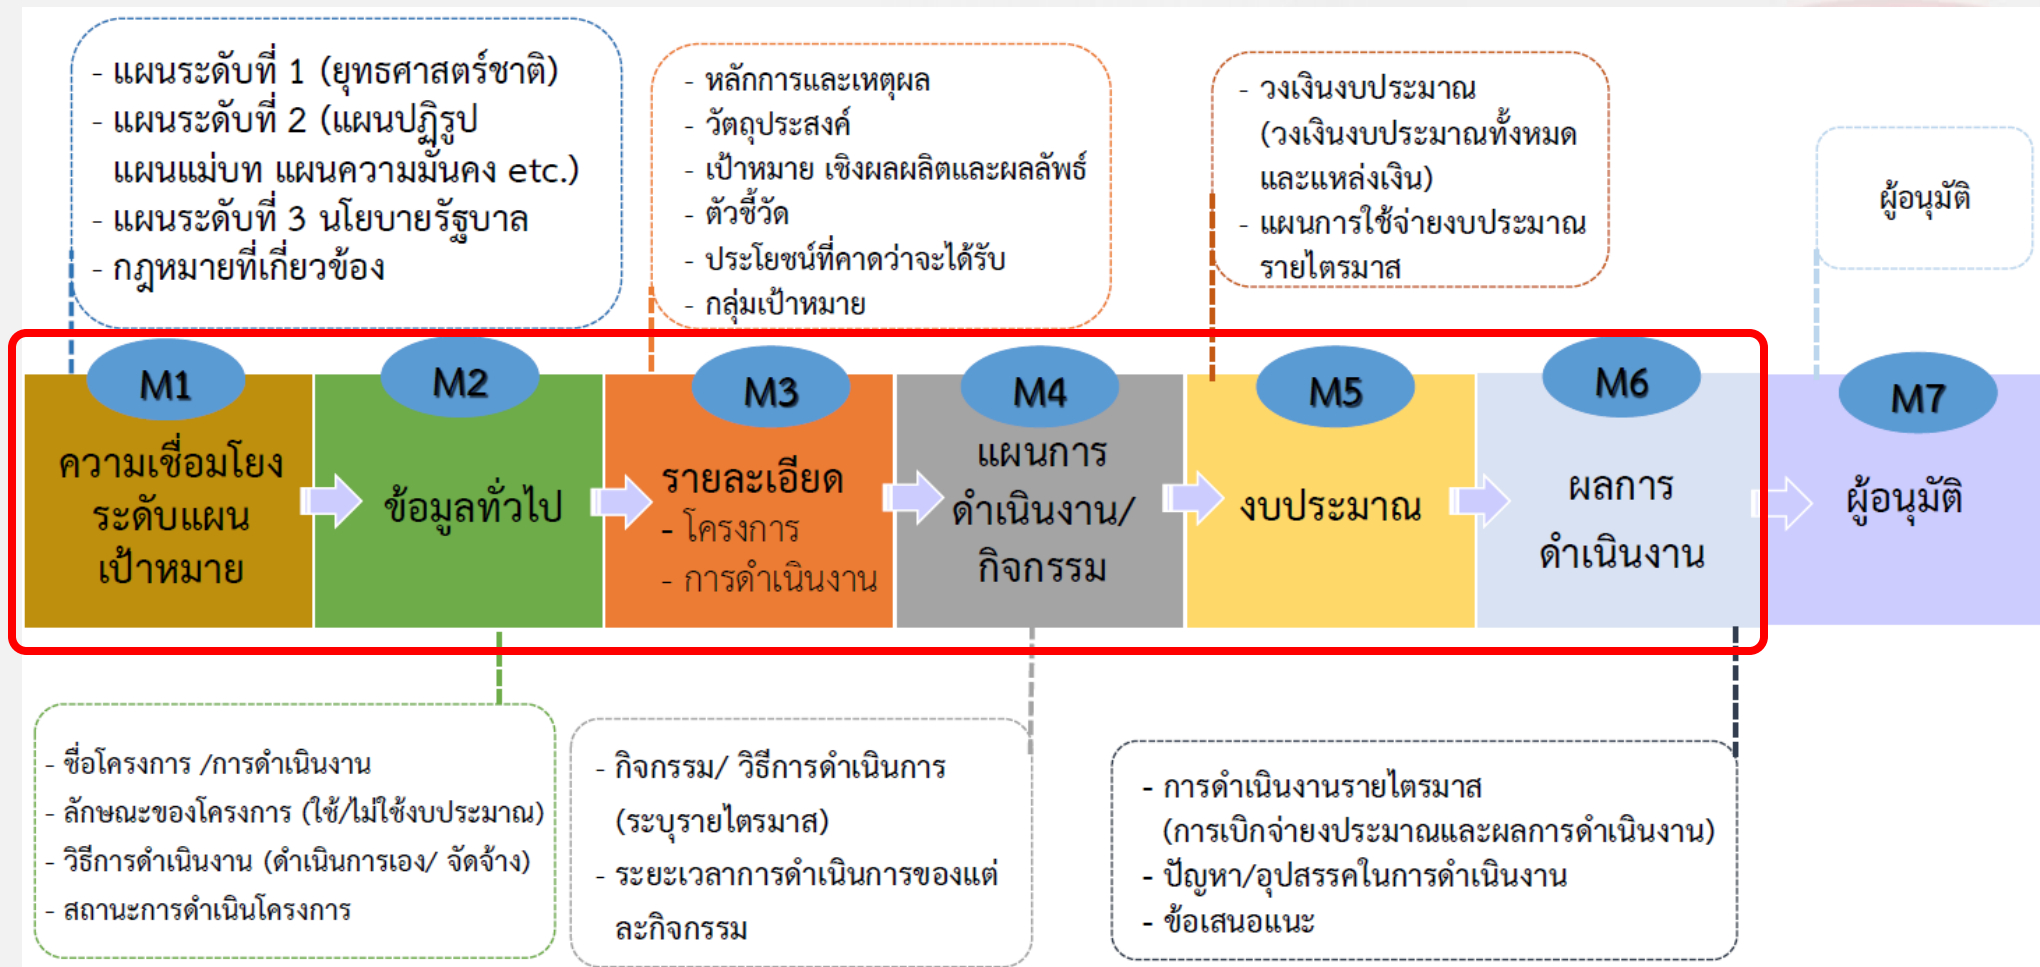 - แผนระดับที่ 1 (ยุทธศาสตร์ชาติ)
- แผนระดับที่ 2 (แผนปฏิรูป
แผนแม่บท แผนความมั่นคง etc.)
- แผนระดับที่ 3 นโยบายรัฐบาล
- กฎหมายที่เกี่ยวข้อง
- หลักการและเหตุผล
- วัตถุประสงค์
- เป้าหมาย เชิงผลผลิตและผลลัพธ์
- ตัวชี้วัด
- ประโยชน์ที่คาดว่าจะได้รับ
- กลุ่มเป้าหมาย
- วงเงินงบประมาณ
(วงเงินงบประมาณทั้งหมด
และแหล่งเงิน)
- แผนการใช้จ่ายงบประมาณ
รายไตรมาส
ผู้อนุมัติ
M1
ความเชื่อมโยง
ระดับแผน
เป้าหมาย
M2
ข้อมูลทั่วไป
M3
รายละเอียด
- โครงการ
- การดำเนินงาน
M4
แผนการ
ดำเนินงาน/
กิจกรรม
M5
งบประมาณ
M6
ผลการ
ดำเนินงาน
M7
ผู้อนุมัติ
- ชื่อโครงการ /การดำเนินงาน
- ลักษณะของโครงการ (ใช้/ไม่ใช้งบประมาณ)
- วิธีการดำเนินงาน (ดำเนินการเอง/ จัดจ้าง)
- สถานะการดำเนินโครงการ
- กิจกรรม/ วิธีการดำเนินการ
(ระบุรายไตรมาส)
- ระยะเวลาการดำเนินการของแต่
ละกิจกรรม
- การดำเนินงานรายไตรมาส
(การเบิกจ่ายงประมาณและผลการดำเนินงาน)
- ปัญหา/อุปสรรคในการดำเนินงาน
- ข้อเสนอแนะ